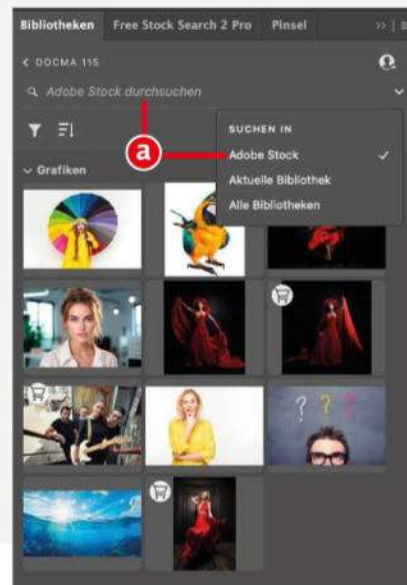 Bibliotheken Free Stock Search 2 Pro Pinsel
< DOCMA 115
Adobe Stock durchsuchen
SUCHEN IN
a Adobe Stock ✓
Aktuelle Bibliothek
Alle Bibliotheken
Grafiken
? ? ?